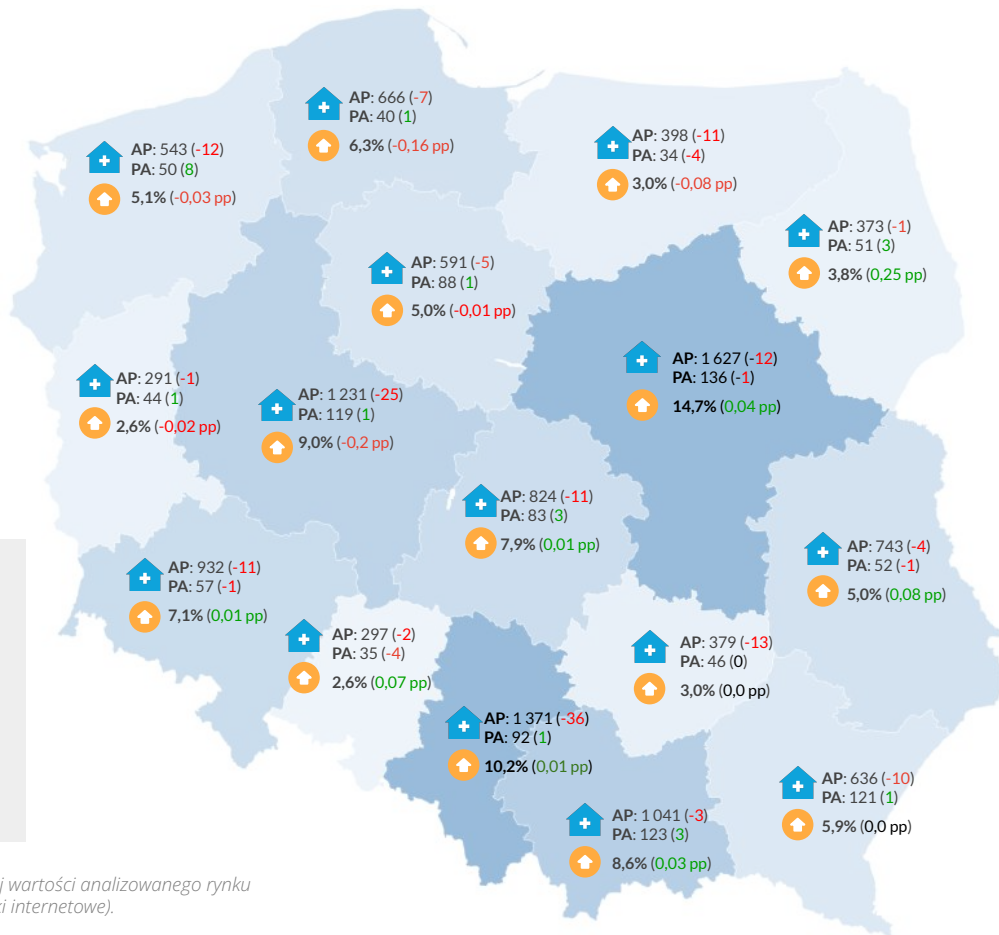 AP: 666 (-7)
PA: 40 (1)
6,3% (-0,16 pp)
AP: 398 (-11)
PA: 34 (-4)
3,0% (-0,08 pp)
AP: 543 (-12)
PA: 50 (8)
5,1% (-0,03 pp)
AP: 373 (-1)
PA: 51 (3)
3,8% (0,25 pp)
AP: 591 (-5)
PA: 88 (1)
5,0% (-0,01 pp)
AP: 1 627 (-12)
PA: 136 (-1)
14,7% (0,04 pp)
AP: 291 (-1)
PA: 44 (1)
2,6% (-0,02 pp)
AP: 1 231 (-25)
PA: 119 (1)
9,0% (-0,2 pp)
AP: 824 (-11)
PA: 83 (3)
7,9% (0,01 pp)
AP: 743 (-4)
PA: 52 (-1)
5,0% (0,08 pp)
AP: 932 (-11)
PA: 57 (-1)
7,1% (0,01 pp)
AP: 297 (-2)
PA: 35 (-4)
2,6% (0,07 pp)
AP: 379 (-13)
PA: 46 (0)
3,0% (0,0 pp)
AP: 1 371 (-36)
PA: 92 (1)
10,2% (0,01 pp)
AP: 636 (-10)
PA: 121 (1)
5,9% (0,0 pp)
AP: 1 041 (-3)
PA: 123 (3)
8,6% (0,03 pp)
j wartości analizowanego rynku
i internetowe).